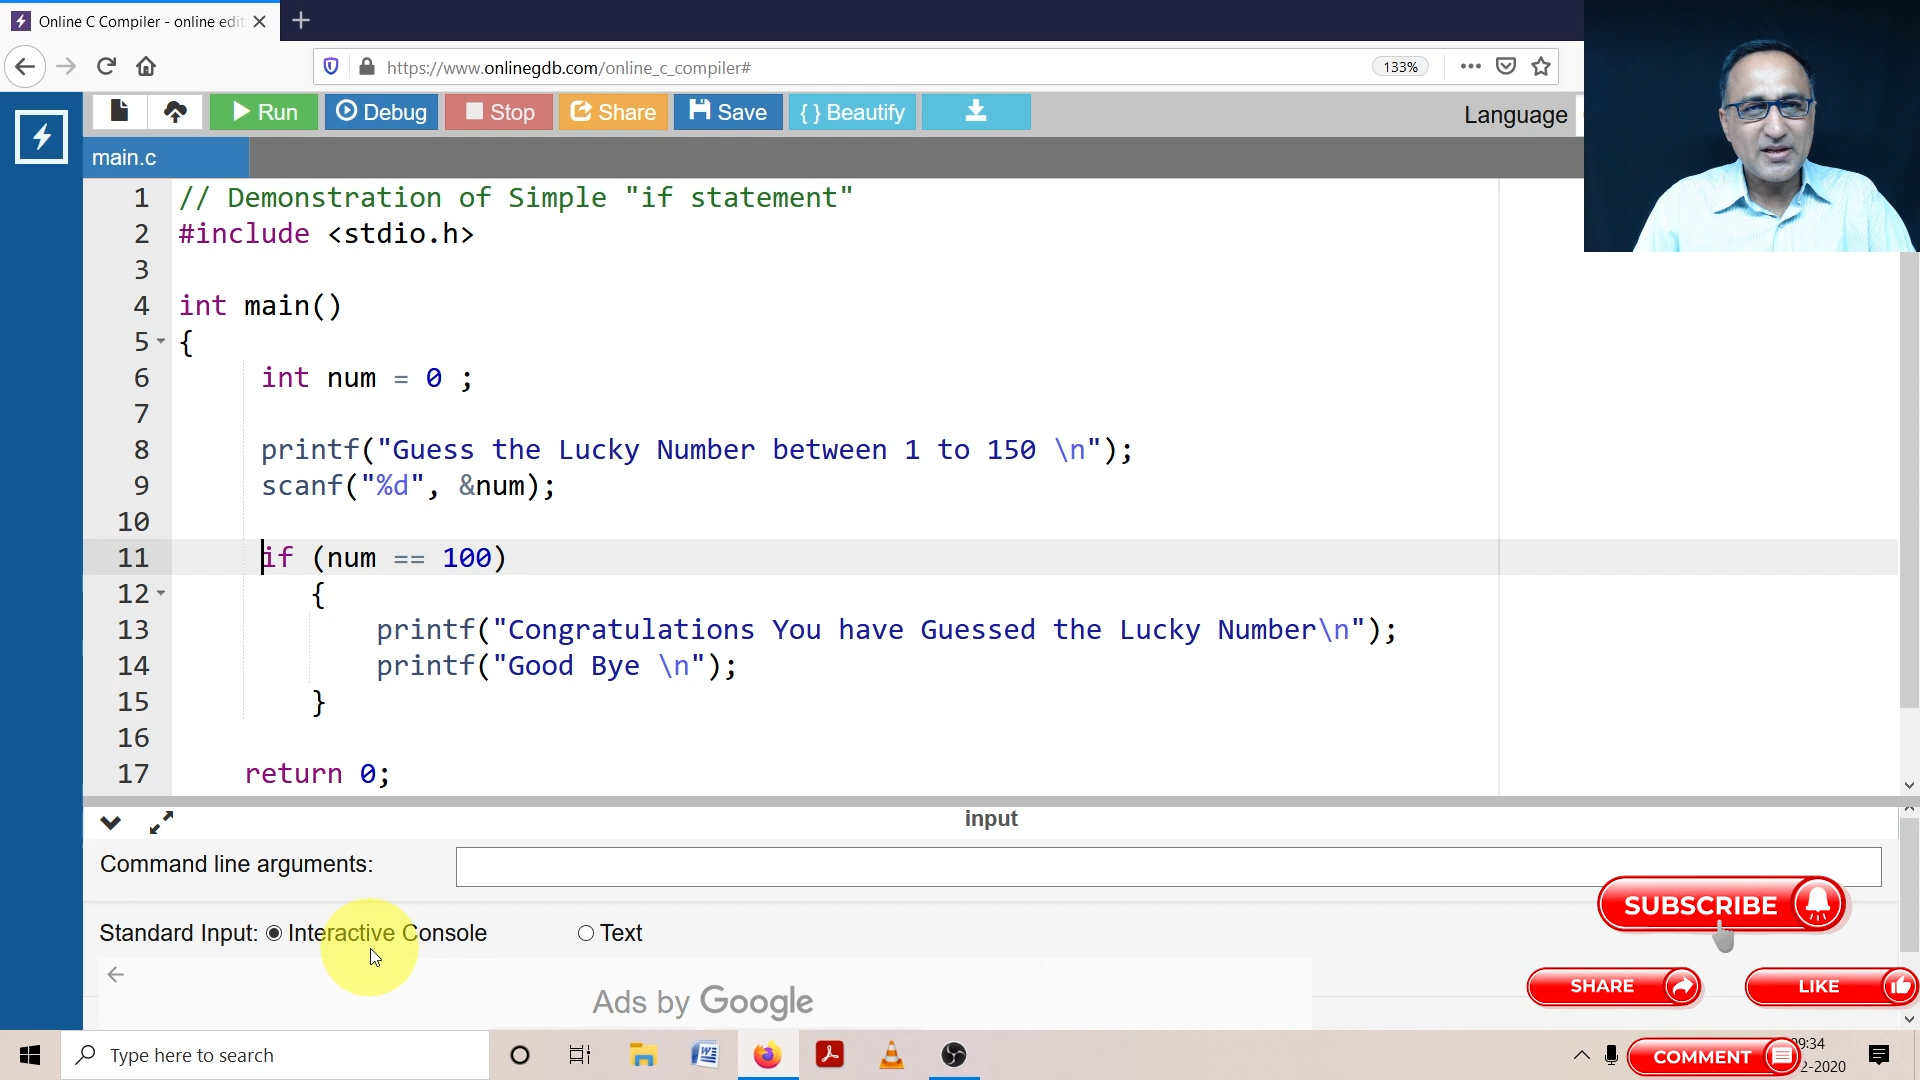 Online C Compiler - online edit
https://www.onlinegdb.com/online_c_compiler#
133%
Run
Debug
Stop
Share
Save
{ } Beautify
Language
main.c
1 // Demonstration of Simple "if statement"
2 #include <stdio.h>
3
4 int main()
5 {
6 int num = 0 ;
7
8 printf("Guess the Lucky Number between 1 to 150 \n");
9 scanf("%d", &num);
10
11 if (num == 100)
12 {
13 printf("Congratulations You have Guessed the Lucky Number\n");
14 printf("Good Bye \n");
15 }
16
17 return 0;
input
Command line arguments:
SUBSCRIBE
Standard Input: Interactive Console Text
SHARE
LIKE
Ads by Google
Type here to search
COMMENT
9:34
2-2020